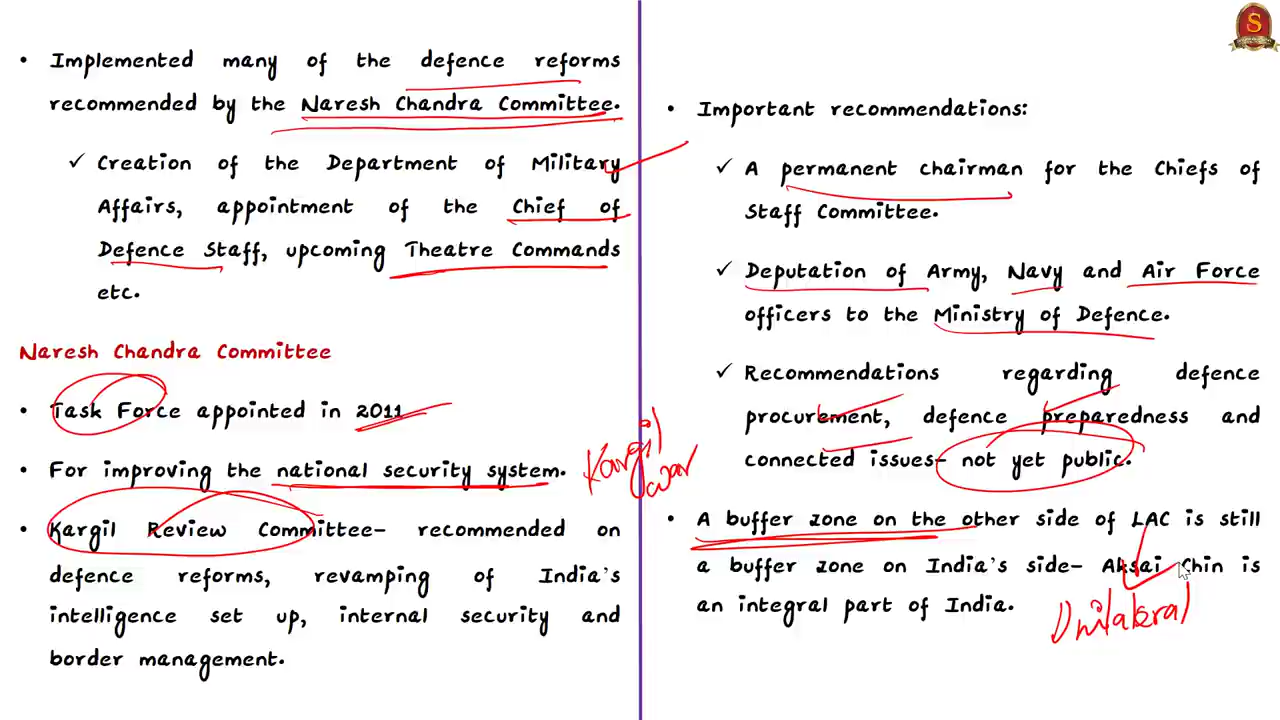 • Implemented many of the defence reforms
recommended by the Naresh Chandra Committee.
✓ Creation of the Department of Military
Affairs, appointment of the Chief of
Defence Staff, upcoming Theatre Commands
etc.
Naresh Chandra Committee
• Task Force appointed in 2011
• For improving the national security system.
• Kargil Review Committee- recommended on
defence reforms, revamping of India's
intelligence set up, internal security and
border management.
Kargil
war
• Important recommendations:
✓ A permanent chairman for the Chiefs of
Staff Committee.
✓ Deputation of Army, Navy and Air Force
officers to the Ministry of Defence.
✓ Recommendations regarding defence
procurement, defence preparedness and
connected issues- not yet public.
• A buffer zone on the other side of LAC is still
a buffer zone on India's side- Aksai Chin is
an integral part of India.
Unilateral
S